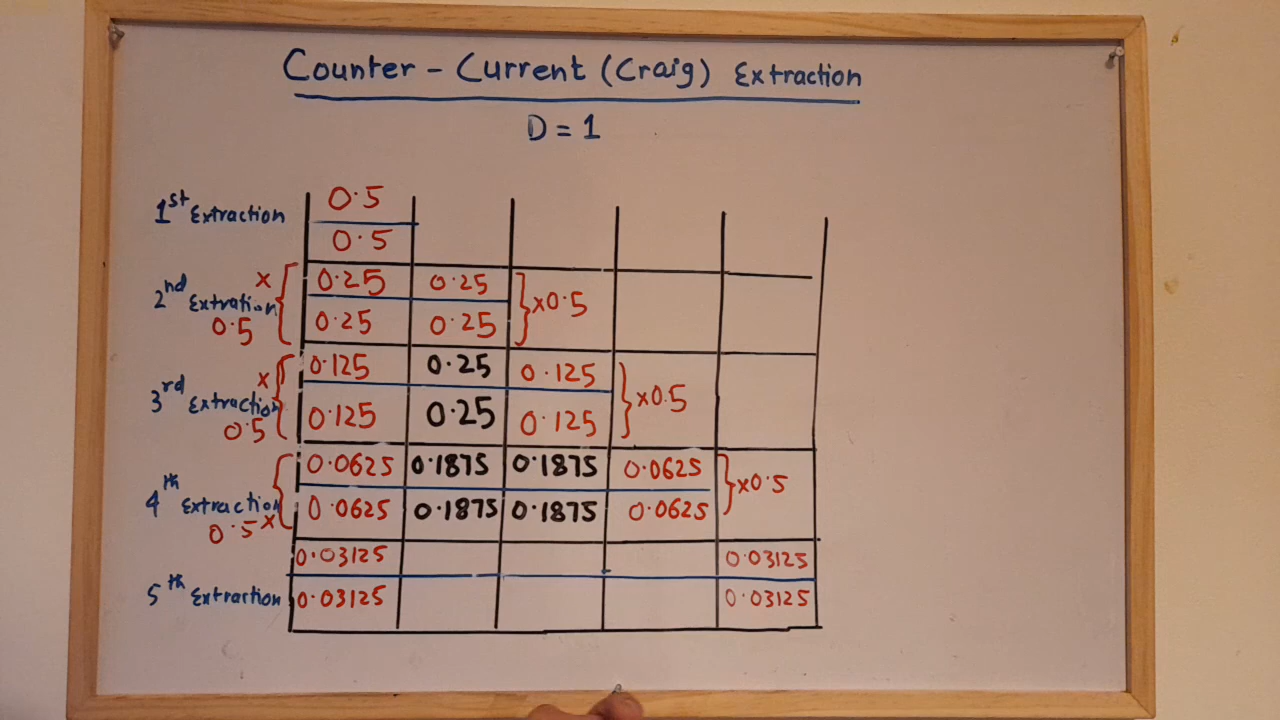 Counter - Current (Craig) Extraction
D = 1
0.5
1st Extraction
0.5
x 0.25 0.25
2nd Extration x0.5
0.5 0.25 0.25
0.125 0.25 0.125
x
3rd Extraction x0.5
0.5 0.125 0.25 0.125
0.0625 0.1875 0.1875 0.0625
4th Extraction x0.5
0.5 x 0.0625 0.1875 0.1875 0.0625
0.03125 0.03125
5th Extraction 0.03125 0.03125